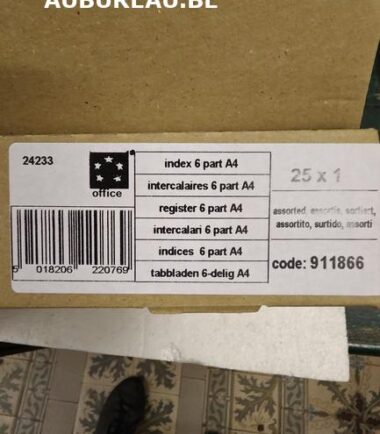 AUBUREAU.BE
24233
office
5 018206 220769
index 6 part A4
intercalaires 6 part A4
register 6 part A4
intercalari 6 part A4
indices 6 part A4
tabbladen 6-delig A4
25 x 1
assorted, assortis, sortiert,
assortito, surtido, assorti
code: 911866